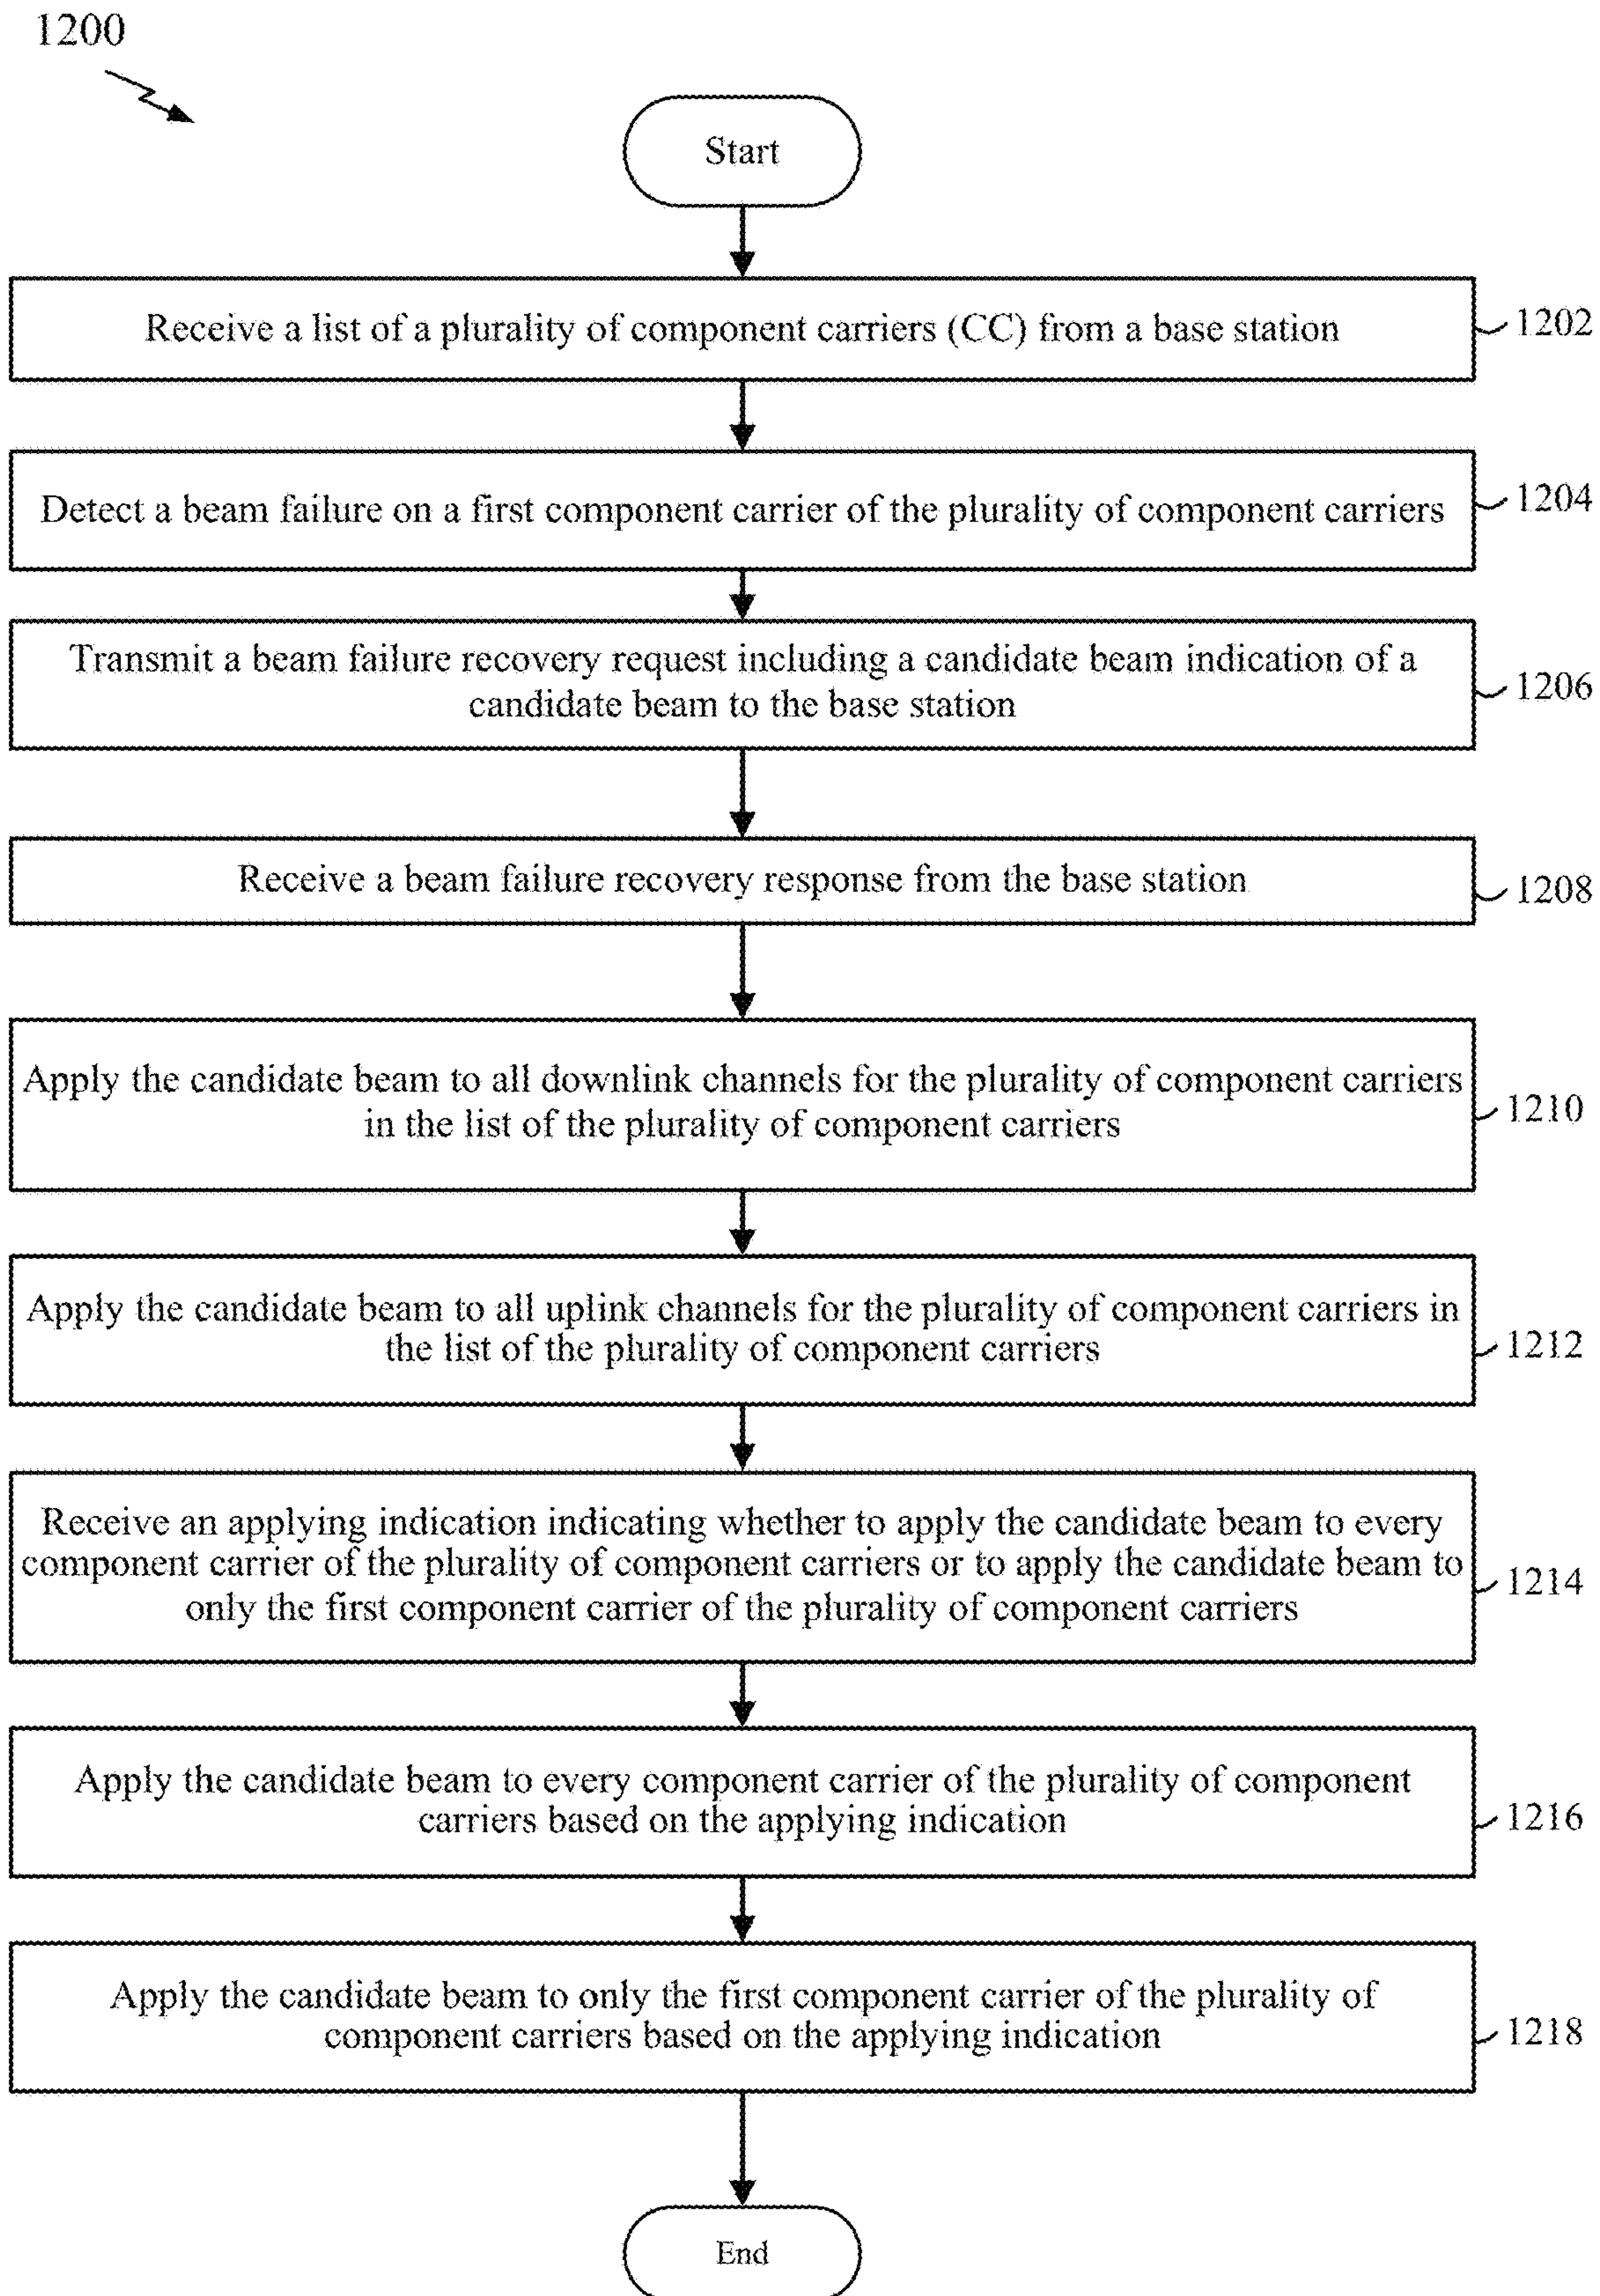 1200
Start
Receive a list of a plurality of component carriers (CC) from a base station
1202
Detect a beam failure on a first component carrier of the plurality of component carriers
1204
Transmit a beam failure recovery request including a candidate beam indication of a
candidate beam to the base station
1206
Receive a beam failure recovery response from the base station
1208
Apply the candidate beam to all downlink channels for the plurality of component carriers
in the list of the plurality of component carriers
1210
Apply the candidate beam to all uplink channels for the plurality of component carriers in
the list of the plurality of component carriers
1212
Receive an applying indication indicating whether to apply the candidate beam to every
component carrier of the plurality of component carriers or to apply the candidate beam to
only the first component carrier of the plurality of component carriers
1214
Apply the candidate beam to every component carrier of the plurality of component
carriers based on the applying indication
1216
Apply the candidate beam to only the first component carrier of the plurality of
component carriers based on the applying indication
1218
End